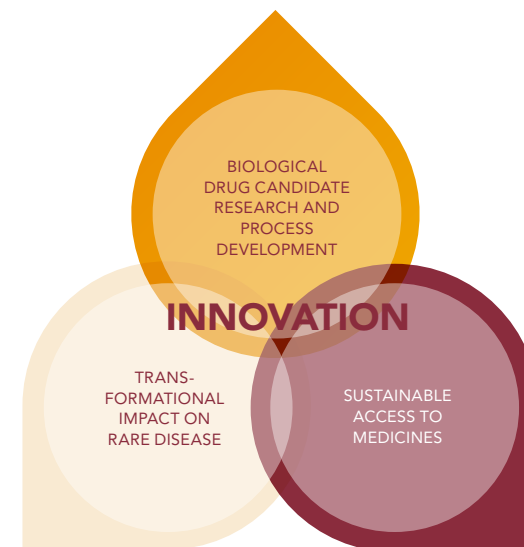 BIOLOGICAL
DRUG CANDIDATE
RESEARCH AND
PROCESS
DEVELOPMENT
INNOVATION
TRANS-
FORMATIONAL
IMPACT ON
RARE DISEASE
SUSTAINABLE
ACCESS TO
MEDICINES